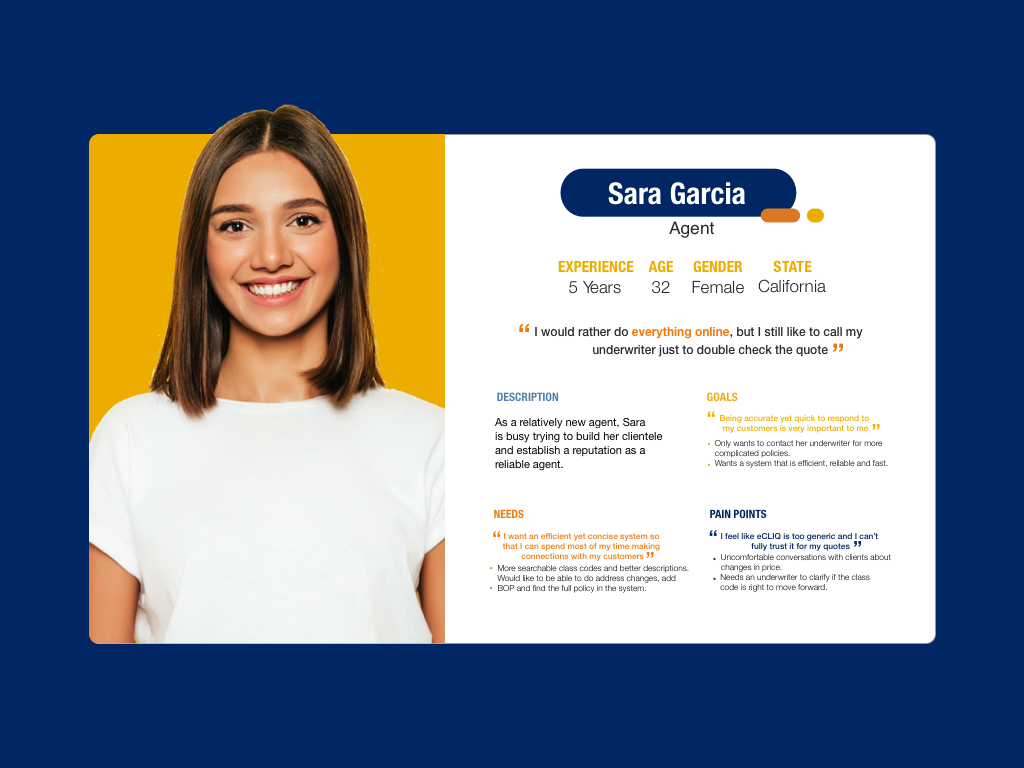 Sara Garcia
Agent
EXPERIENCE AGE GENDER STATE
5 Years 32 Female California
“ I would rather do everything online, but I still like to call my
underwriter just to double check the quote ”
DESCRIPTION
As a relatively new agent, Sara
is busy trying to build her clientele
and establish a reputation as a
reliable agent.
GOALS
“ Being accurate yet quick to respond to
my customers is very important to me ”
• Only wants to contact her underwriter for more
complicated policies.
• Wants a system that is efficient, reliable and fast.
NEEDS
“ I want an efficient yet concise system so
that I can spend most of my time making
connections with my customers ”
• More searchable class codes and better descriptions.
Would like to be able to do address changes, add
• BOP and find the full policy in the system.
PAIN POINTS
“ I feel like eCLIQ is too generic and I can't
fully trust it for my quotes ”
• Uncomfortable conversations with clients about
changes in price.
• Needs an underwriter to clarify if the class
code is right to move forward.